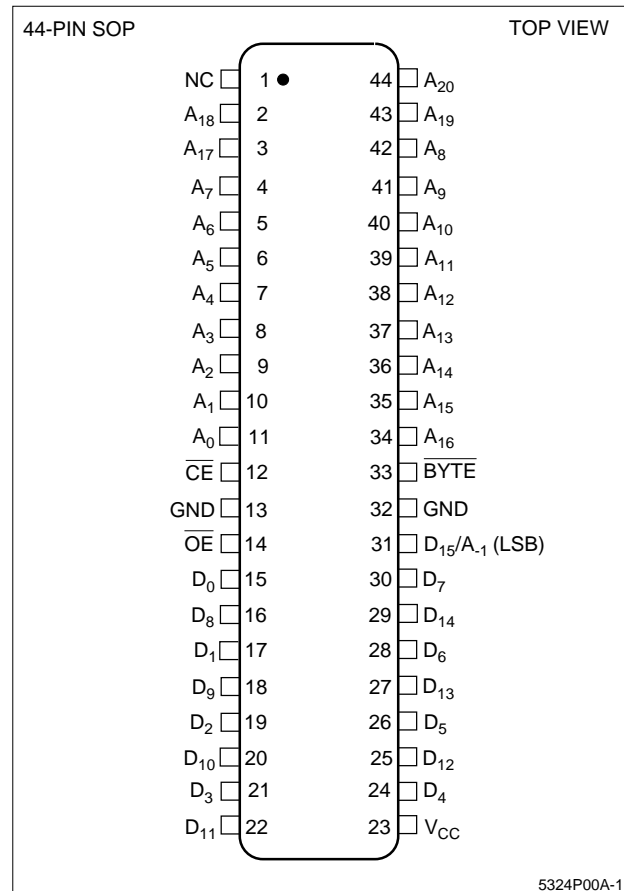 44-PIN SOP TOP VIEW
NC 1 44 A20
A18 2 43 A19
A17 3 42 A8
A7 4 41 A9
A6 5 40 A10
A5 6 39 A11
A4 7 38 A12
A3 8 37 A13
A2 9 36 A14
A1 10 35 A15
A0 11 34 A16
CE 12 33 BYTE
GND 13 32 GND
OE 14 31 D15/A-1 (LSB)
D0 15 30 D7
D8 16 29 D14
D1 17 28 D6
D9 18 27 D13
D2 19 26 D5
D10 20 25 D12
D3 21 24 D4
D11 22 23 VCC
5324P00A-1